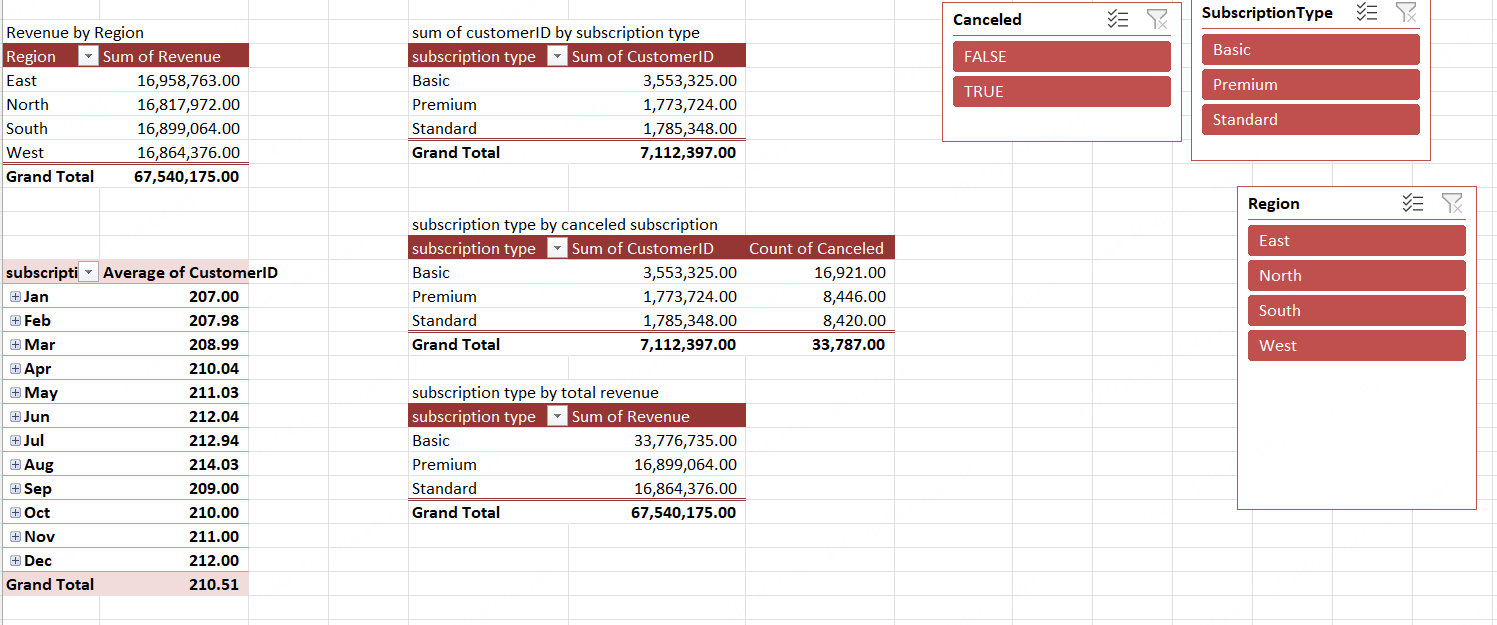 Revenue by Region
Region Sum of Revenue
East 16,958,763.00
North 16,817,972.00
South 16,899,064.00
West 16,864,376.00
Grand Total 67,540,175.00
subscripti Average of CustomerID
Jan 207.00
Feb 207.98
Mar 208.99
Apr 210.04
May 211.03
Jun 212.04
Jul 212.94
Aug 214.03
Sep 209.00
Oct 210.00
Nov 211.00
Dec 212.00
Grand Total 210.51
sum of customerID by subscription type
subscription type Sum of CustomerID
Basic 3,553,325.00
Premium 1,773,724.00
Standard 1,785,348.00
Grand Total 7,112,397.00
subscription type by canceled subscription
subscription type Sum of CustomerID Count of Canceled
Basic 3,553,325.00 16,921.00
Premium 1,773,724.00 8,446.00
Standard 1,785,348.00 8,420.00
Grand Total 7,112,397.00 33,787.00
subscription type by total revenue
subscription type Sum of Revenue
Basic 33,776,735.00
Premium 16,899,064.00
Standard 16,864,376.00
Grand Total 67,540,175.00
Canceled
FALSE
TRUE
SubscriptionType
Basic
Premium
Standard
Region
East
North
South
West